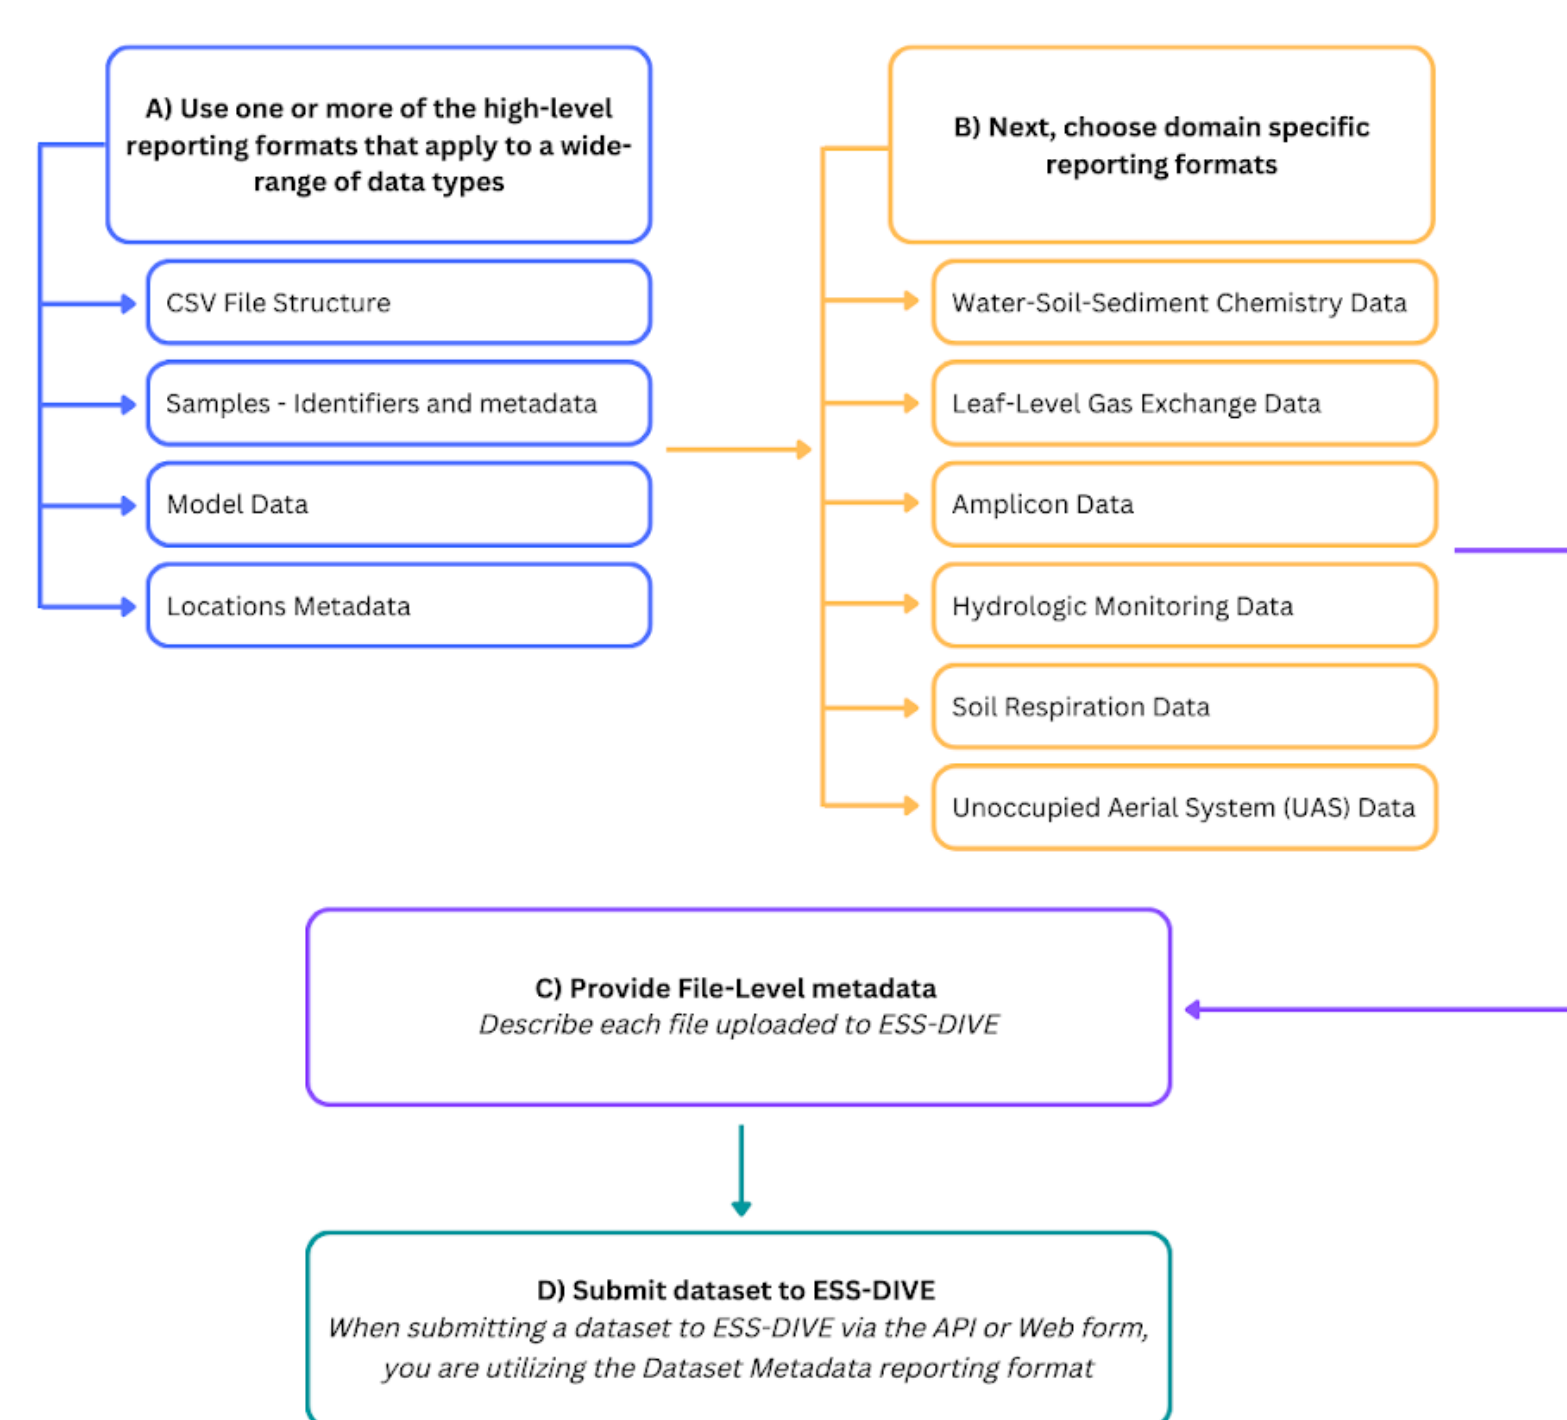 A) Use one or more of the high-level
reporting formats that apply to a wide-
range of data types
CSV File Structure
Samples - Identifiers and metadata
Model Data
Locations Metadata
B) Next, choose domain specific
reporting formats
Water-Soil-Sediment Chemistry Data
Leaf-Level Gas Exchange Data
Amplicon Data
Hydrologic Monitoring Data
Soil Respiration Data
Unoccupied Aerial System (UAS) Data
C) Provide File-Level metadata
Describe each file uploaded to ESS-DIVE
D) Submit dataset to ESS-DIVE
When submitting a dataset to ESS-DIVE via the API or Web form,
you are utilizing the Dataset Metadata reporting format